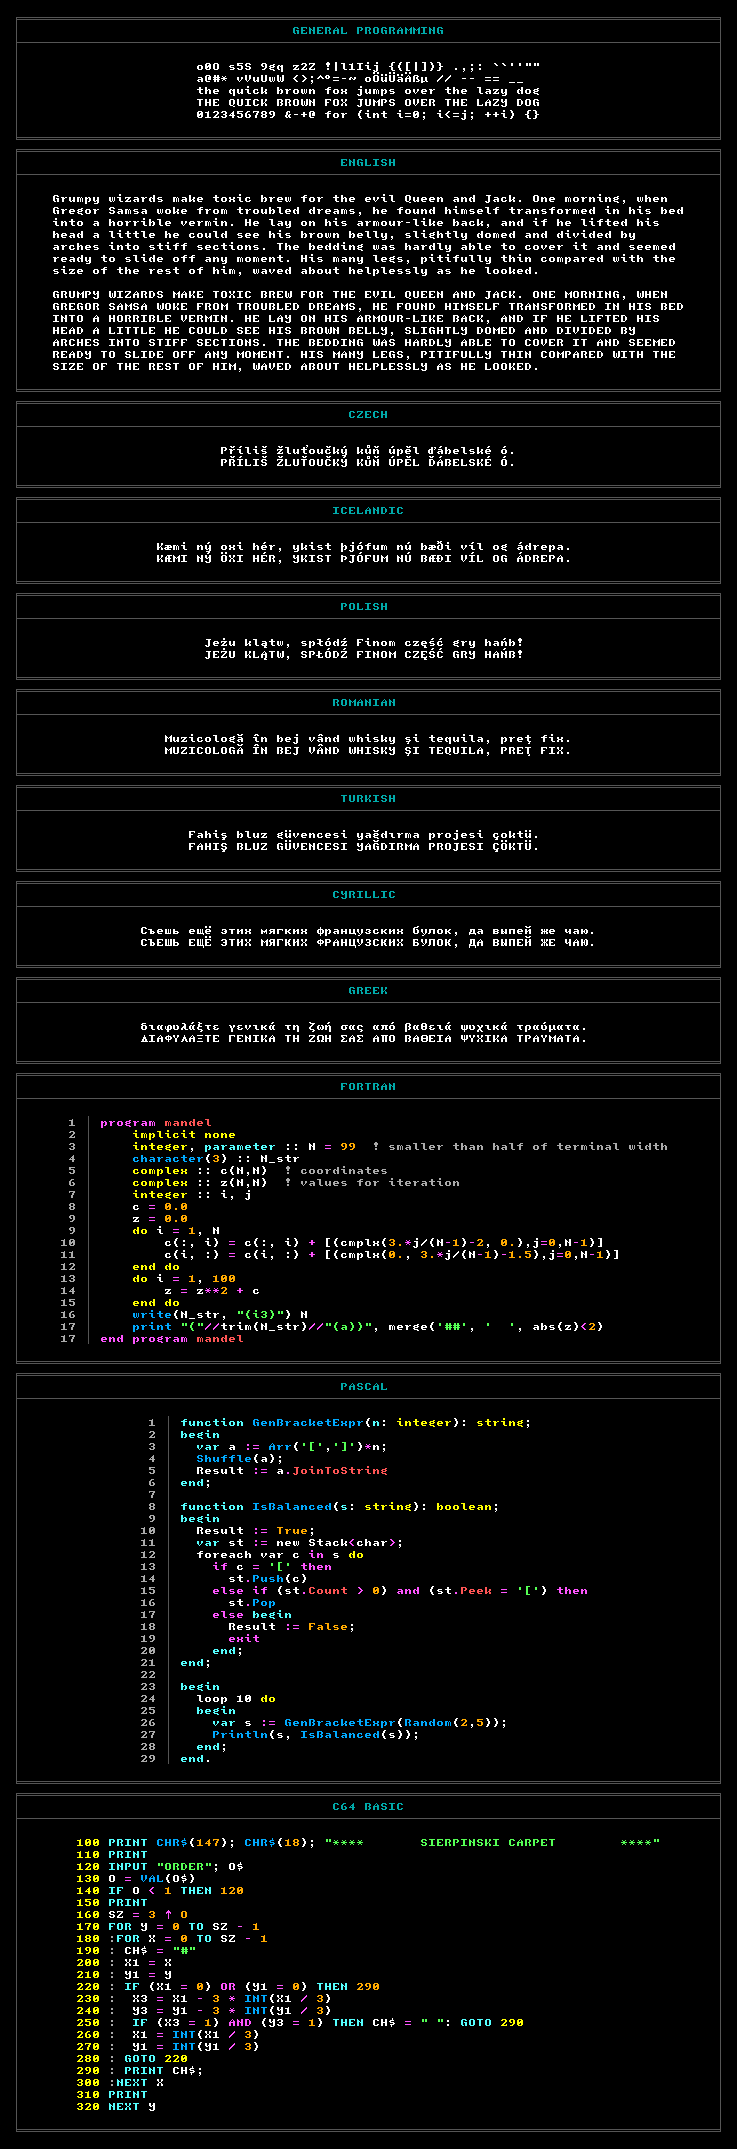 GENERAL PROGRAMMING
o0O s5S 9gq z2Z !|l1Iij {([|])} .,;: ``''""
a@#* vVuUwW <>;^°=-~ oÖüÜäÄßµ // -- == __
the quick brown fox jumps over the lazy dog
THE QUICK BROWN FOX JUMPS OVER THE LAZY DOG
0123456789 &-+@ for (int i=0; i<=j; ++i) {}
ENGLISH
Grumpy wizards make toxic brew for the evil Queen and Jack. One morning, when
Gregor Samsa woke from troubled dreams, he found himself transformed in his bed
into a horrible vermin. He lay on his armour-like back, and if he lifted his
head a little he could see his brown belly, slightly domed and divided by
arches into stiff sections. The bedding was hardly able to cover it and seemed
ready to slide off any moment. His many legs, pitifully thin compared with the
size of the rest of him, waved about helplessly as he looked.
GRUMPY WIZARDS MAKE TOXIC BREW FOR THE EVIL QUEEN AND JACK. ONE MORNING, WHEN
GREGOR SAMSA WOKE FROM TROUBLED DREAMS, HE FOUND HIMSELF TRANSFORMED IN HIS BED
INTO A HORRIBLE VERMIN. HE LAY ON HIS ARMOUR-LIKE BACK, AND IF HE LIFTED HIS
HEAD A LITTLE HE COULD SEE HIS BROWN BELLY, SLIGHTLY DOMED AND DIVIDED BY
ARCHES INTO STIFF SECTIONS. THE BEDDING WAS HARDLY ABLE TO COVER IT AND SEEMED
READY TO SLIDE OFF ANY MOMENT. HIS MANY LEGS, PITIFULLY THIN COMPARED WITH THE
SIZE OF THE REST OF HIM, WAVED ABOUT HELPLESSLY AS HE LOOKED.
CZECH
Příliš žluťoučký kůň úpěl ďábelské ó.
PŘÍLIŠ ŽLUŤOUČKÝ KŮŇ ÚPĚL ĎÁBELSKÉ Ó.
ICELANDIC
Kæmi ný öxi hér, ykist þjófum nú bæði víl og ádrepa.
KÆMI NÝ ÖXI HÉR, YKIST ÞJÓFUM NÚ BÆÐI VÍL OG ÁDREPA.
POLISH
Jeżu klątw, spłódź Finom część gry hańb!
JEŻU KLĄTW, SPŁÓDŹ FINOM CZĘŚĆ GRY HAŃB!
ROMANIAN
Muzicologă în bej vând whisky și tequila, preț fix.
MUZICOLOGĂ ÎN BEJ VÂND WHISKY ȘI TEQUILA, PREȚ FIX.
TURKISH
Fahiş bluz güvencesi yağdırma projesi çöktü.
FAHIŞ BLUZ GÜVENCESI YAĞDIRMA PROJESI ÇÖKTÜ.
CYRILLIC
Съешь ещё этих мягких французских булок, да выпей же чаю.
СЪЕШЬ ЕЩЁ ЭТИХ МЯГКИХ ФРАНЦУЗСКИХ БУЛОК, ДА ВЫПЕЙ ЖЕ ЧАЮ.
GREEK
διαφυλάξτε γενικά τη ζωή σας από βαθειά ψυχικά τραύματα.
ΔΙΑΦΥΛΑΞΤΕ ΓΕΝΙΚΑ ΤΗ ΖΩΗ ΣΑΣ ΑΠΟ ΒΑΘΕΙΑ ΨΥΧΙΚΑ ΤΡΑΥΜΑΤΑ.
FORTRAN
1 program mandel
2     implicit none
3     integer, parameter :: N = 99  ! smaller than half of terminal width
4     character(3) :: N_str
5     complex :: c(N,N)  ! coordinates
6     complex :: z(N,N)  ! values for iteration
7     integer :: i, j
8     c = 0.0
9     z = 0.0
9     do i = 1, N
10         c(:, i) = c(:, i) + [(cmplx(3.*j/(N-1)-2, 0.),j=0,N-1)]
11         c(i, :) = c(i, :) + [(cmplx(0., 3.*j/(N-1)-1.5),j=0,N-1)]
12     end do
13     do i = 1, 100
14         z = z**2 + c
15     end do
16     write(N_str, "(i3)") N
17     print "("//trim(N_str)//"(a))", merge('##', '  ', abs(z)<2)
17 end program mandel
PASCAL
1 function GenBracketExpr(n: integer): string;
2 begin
3   var a := Arr('[',']')*n;
4   Shuffle(a);
5   Result := a.JoinToString
6 end;
7
8 function IsBalanced(s: string): boolean;
9 begin
10   Result := True;
11   var st := new Stack<char>;
12   foreach var c in s do
13     if c = '[' then
14       st.Push(c)
15     else if (st.Count > 0) and (st.Peek = '[') then
16       st.Pop
17     else begin
18       Result := False;
19       exit
20     end;
21 end;
22
23 begin
24   loop 10 do
25   begin
26     var s := GenBracketExpr(Random(2,5));
27     Println(s, IsBalanced(s));
28   end;
29 end.
C64 BASIC
100 PRINT CHR$(147); CHR$(18); "****       SIERPINSKI CARPET        ****"
110 PRINT
120 INPUT "ORDER"; O$
130 O = VAL(O$)
140 IF O < 1 THEN 120
150 PRINT
160 SZ = 3 ↑ O
170 FOR Y = 0 TO SZ - 1
180 :FOR X = 0 TO SZ - 1
190 : CH$ = "#"
200 : X1 = X
210 : Y1 = Y
220 : IF (X1 = 0) OR (Y1 = 0) THEN 290
230 :  X3 = X1 - 3 * INT(X1 / 3)
240 :  Y3 = Y1 - 3 * INT(Y1 / 3)
250 :  IF (X3 = 1) AND (Y3 = 1) THEN CH$ = " ": GOTO 290
260 :  X1 = INT(X1 / 3)
270 :  Y1 = INT(Y1 / 3)
280 : GOTO 220
290 : PRINT CH$;
300 :NEXT X
310 PRINT
320 NEXT Y